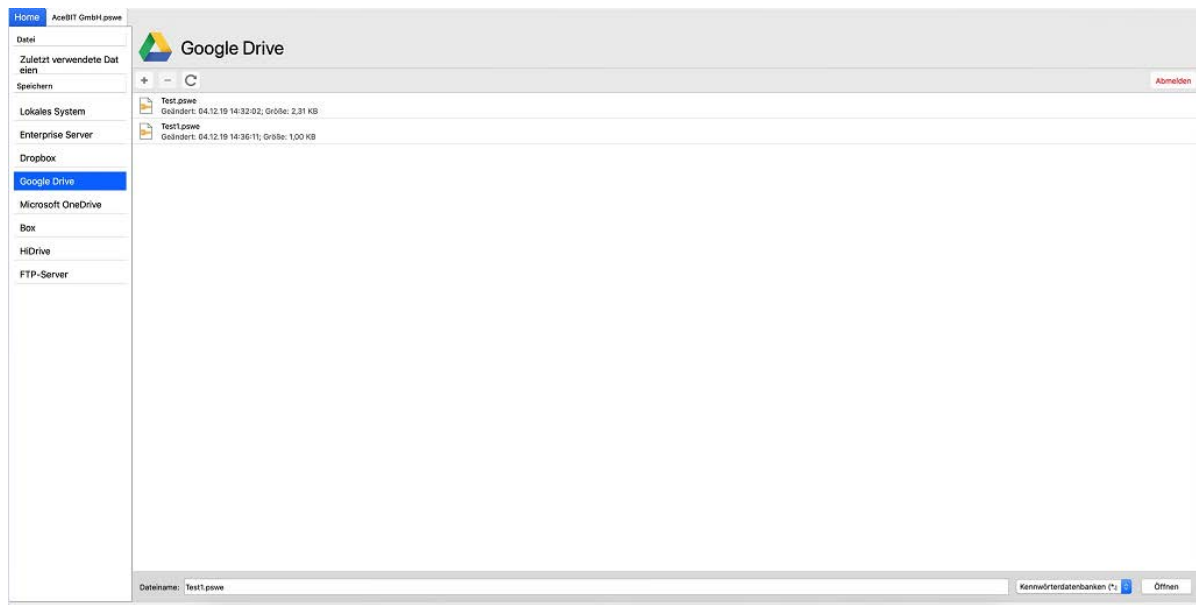 Home AceBIT GmbH.pswe
Datei
Zuletzt verwendete Dat
eien
Speichern
Lokales System
Enterprise Server
Dropbox
Google Drive
Microsoft OneDrive
Box
HiDrive
FTP-Server
Google Drive
Abmelden
Test.pswe
Geändert: 04.12.19 14:32:02; Größe: 2,31 KB
Test1.pswe
Geändert: 04.12.19 14:36:11; Größe: 1,00 KB
Dateiname: Test1.pswe Kennwörterdatenbanken (*.| Öffnen